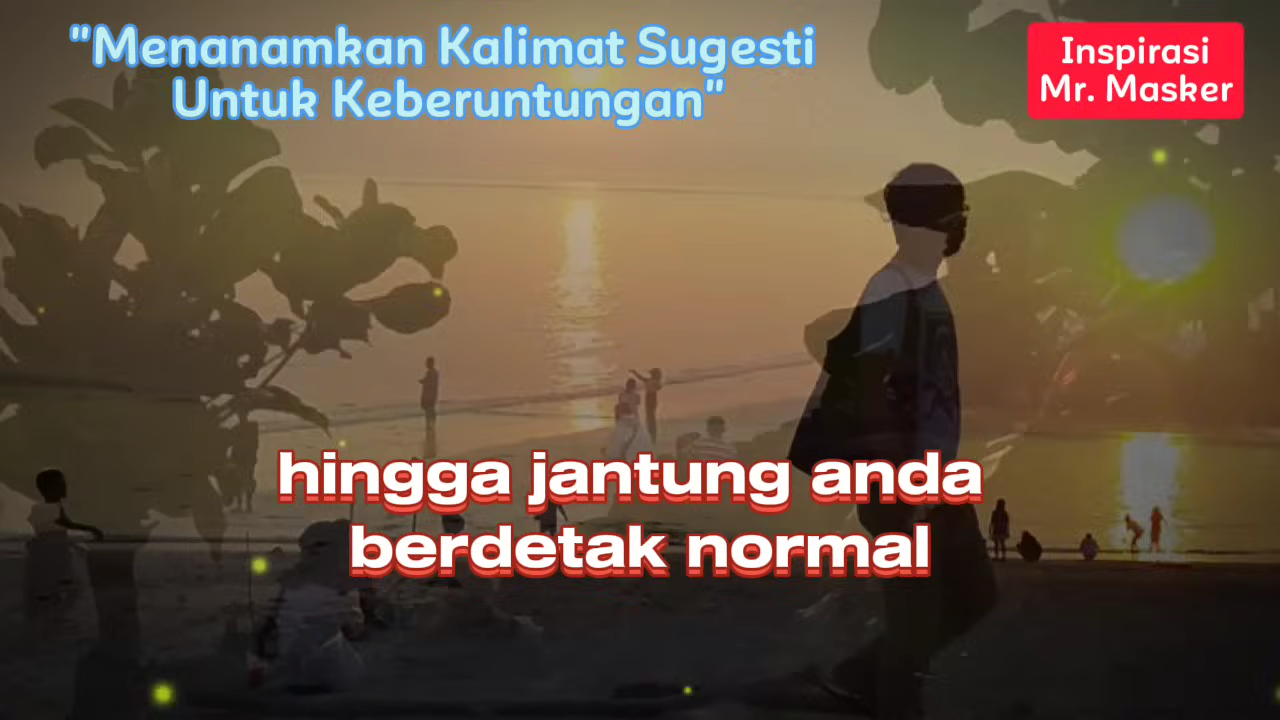 "Menanamkan Kalimat Sugesti
Untuk Keberuntungan"
Inspirasi
Mr. Masker
hingga jantung anda
berdetak normal